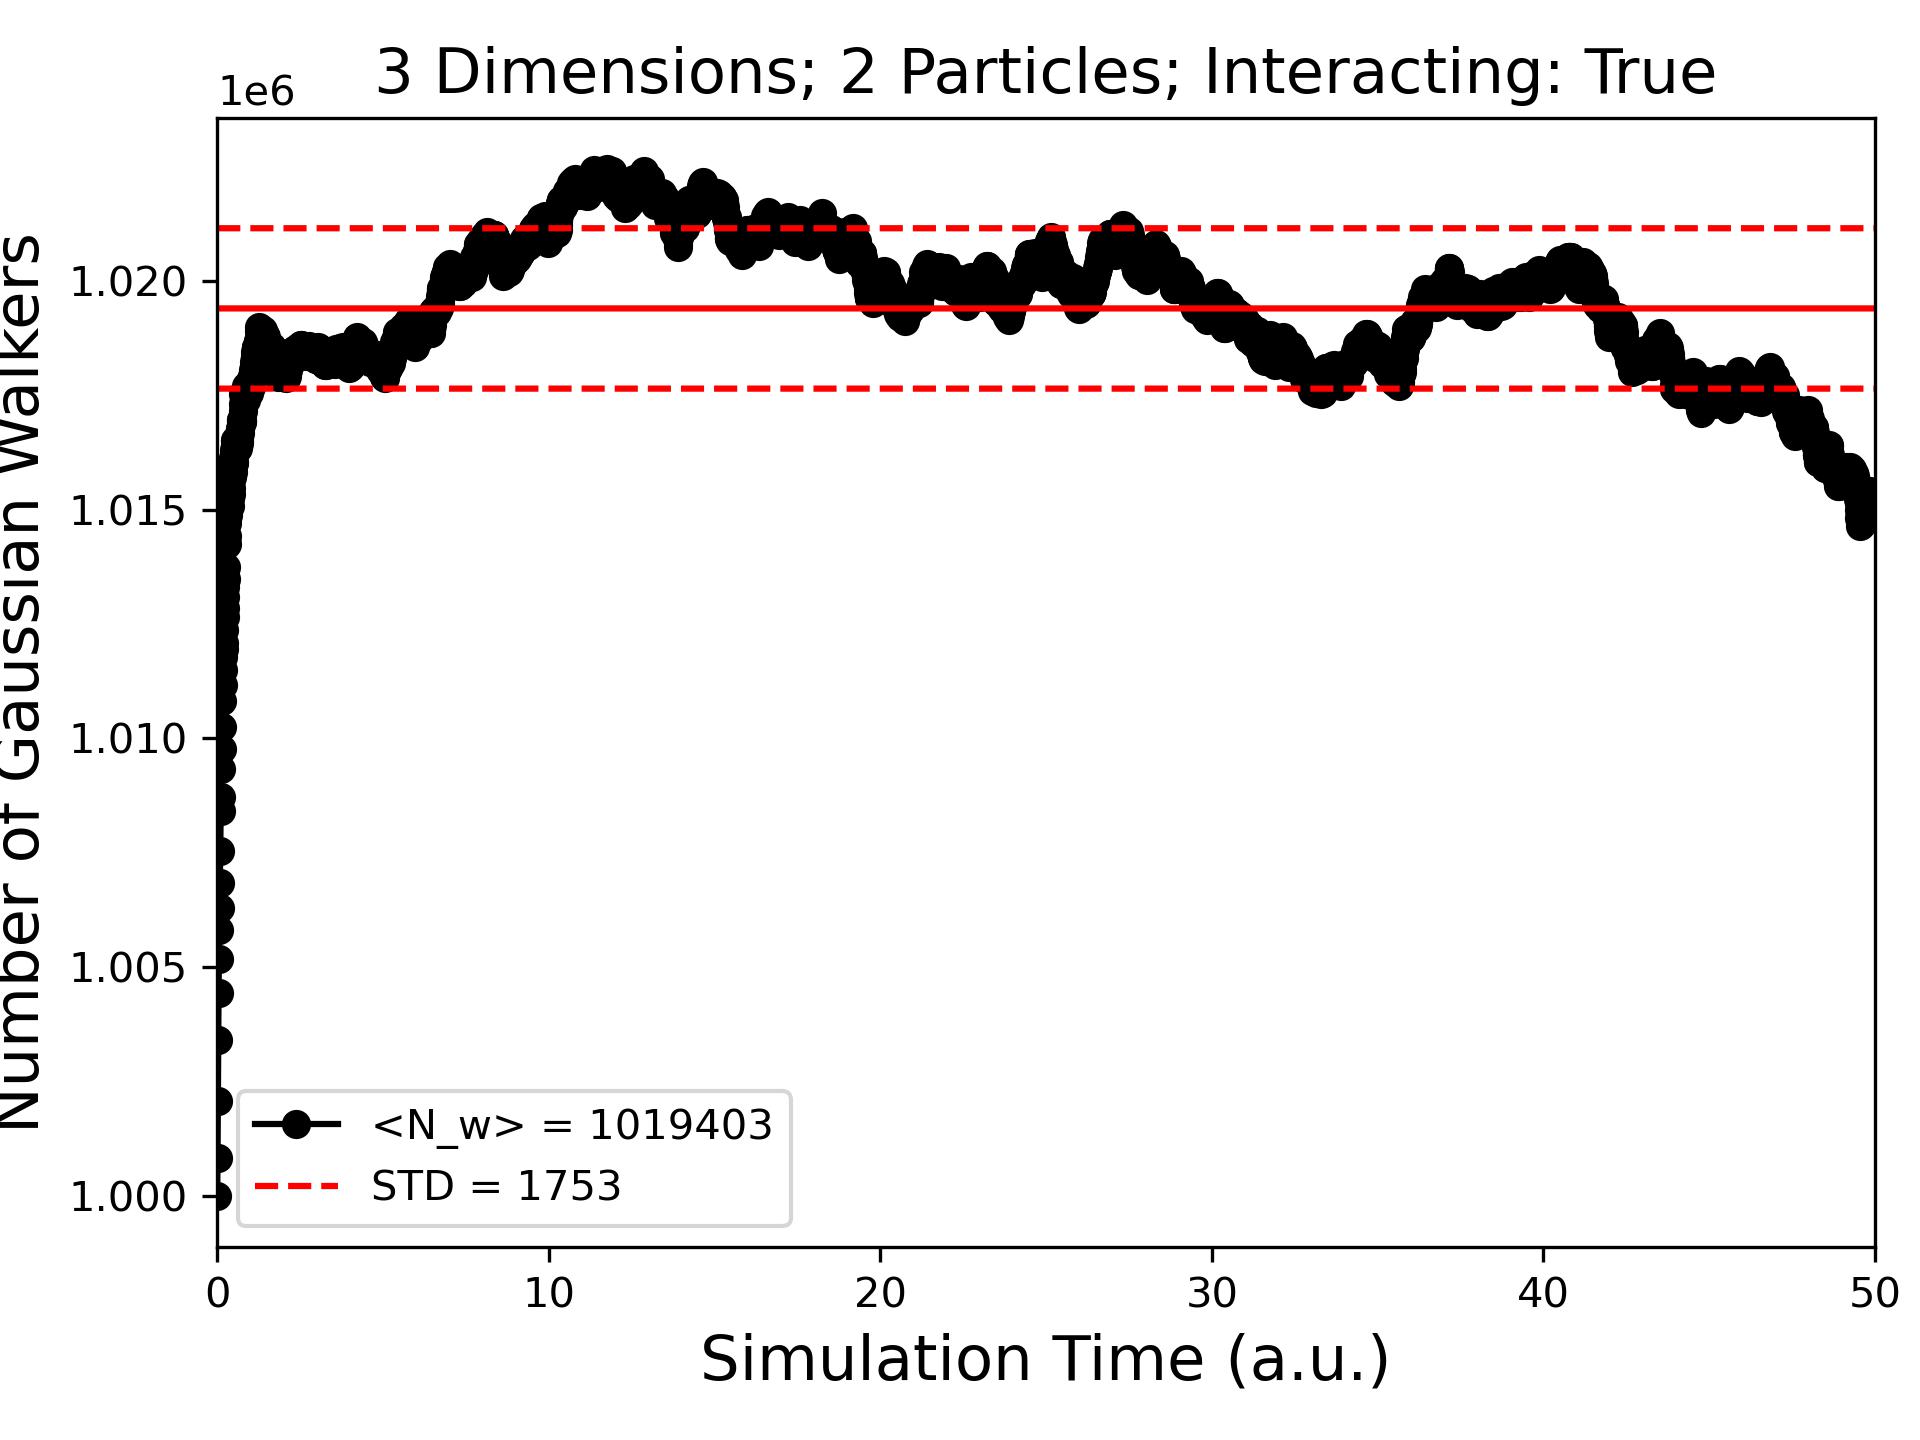 3 Dimensions; 2 Particles; Interacting: True
1e6
Number of Gaussian Walkers
1.020
1.015
1.010
1.005
1.000
<N_w> = 1019403
STD = 1753
0 10 20 30 40 50
Simulation Time (a.u.)